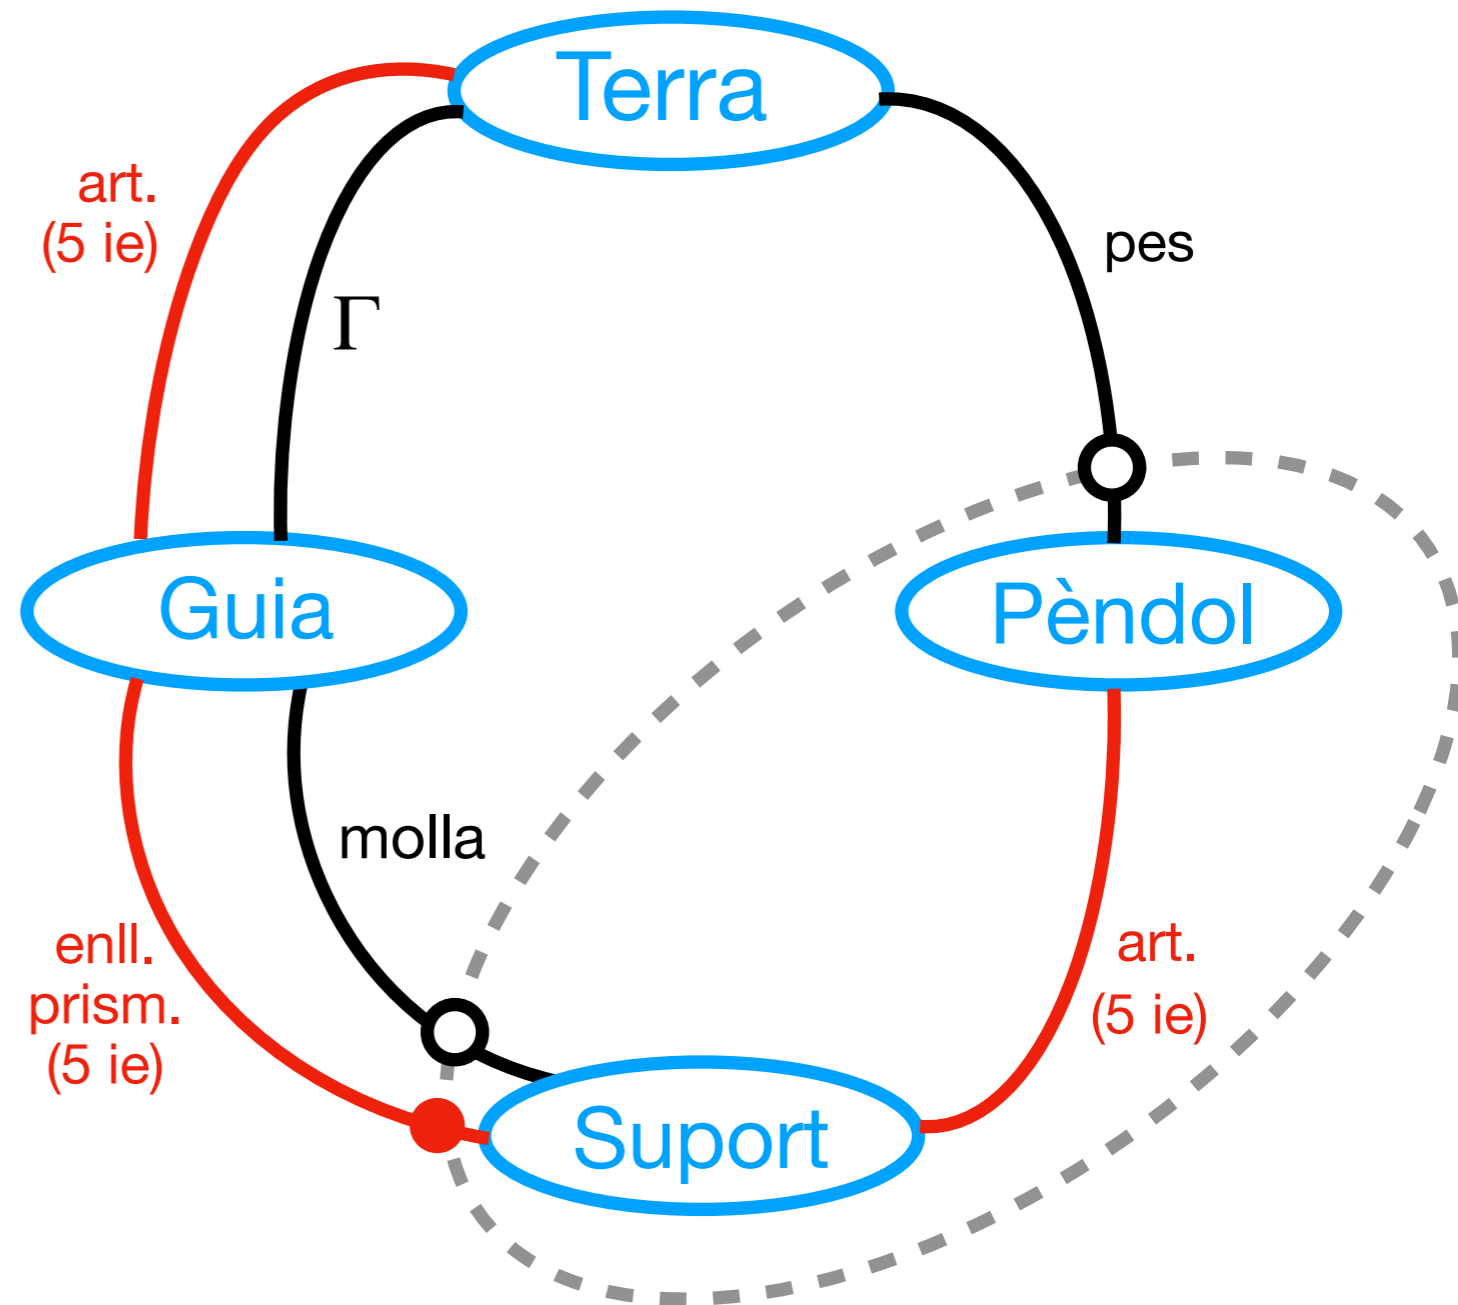 Terra
art.
(5 ie)
pes
Γ
Guia
Pèndol
molla
enll.
prism.
(5 ie)
art.
(5 ie)
Suport